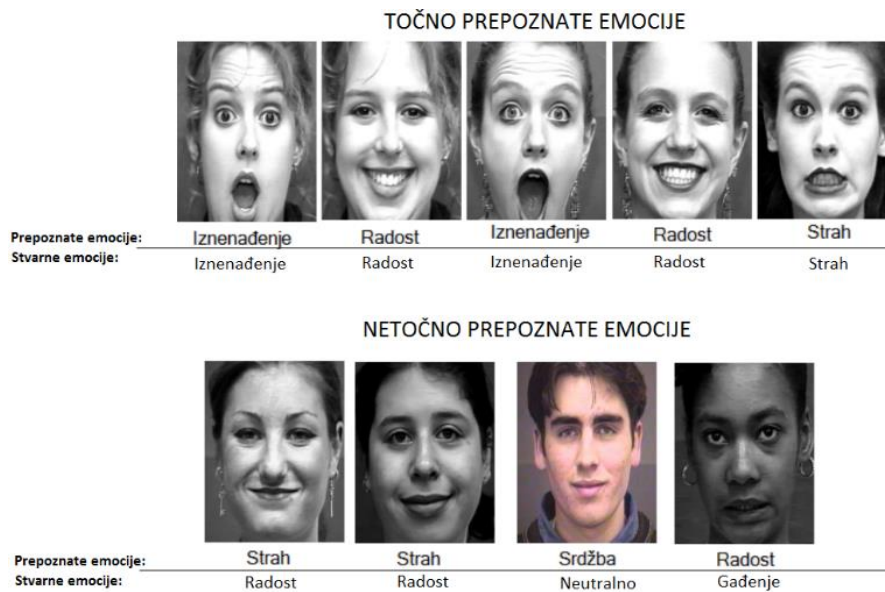 TOČNO PREPOZNATE EMOCIJE
Prepoznate emocije: Iznenađenje Radost Iznenađenje Radost Strah
Stvarne emocije: Iznenađenje Radost Iznenađenje Radost Strah
NETOČNO PREPOZNATE EMOCIJE
Prepoznate emocije: Strah Strah Srdžba Radost
Stvarne emocije: Radost Radost Neutralno Gađenje